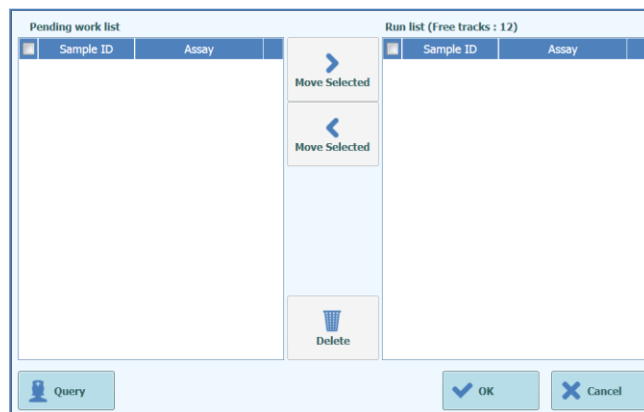 Pending work list
Run list (Free tracks : 12)
Sample ID Assay
Sample ID Assay
Move Selected
Move Selected
Delete
Query
OK
Cancel